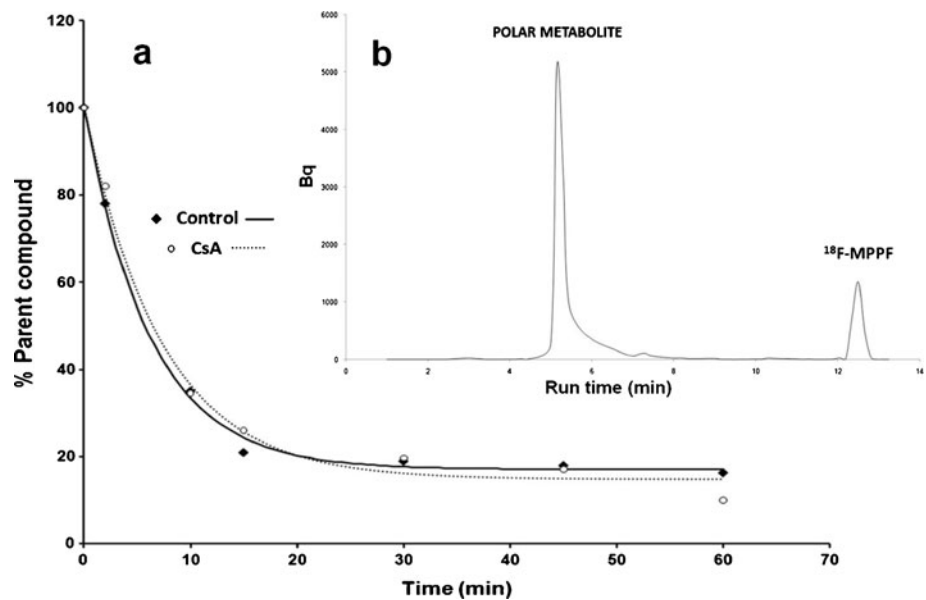 a
120
100
80
60
40
20
0
% Parent compound
Control
CsA
0 10 20 30 40 50 60 70
Time (min)
b
6000
5000
4000
3000
2000
1000
0
Bq
POLAR METABOLITE
¹⁸F-MPPF
0 2 4 6 8 10 12 14
Run time (min)